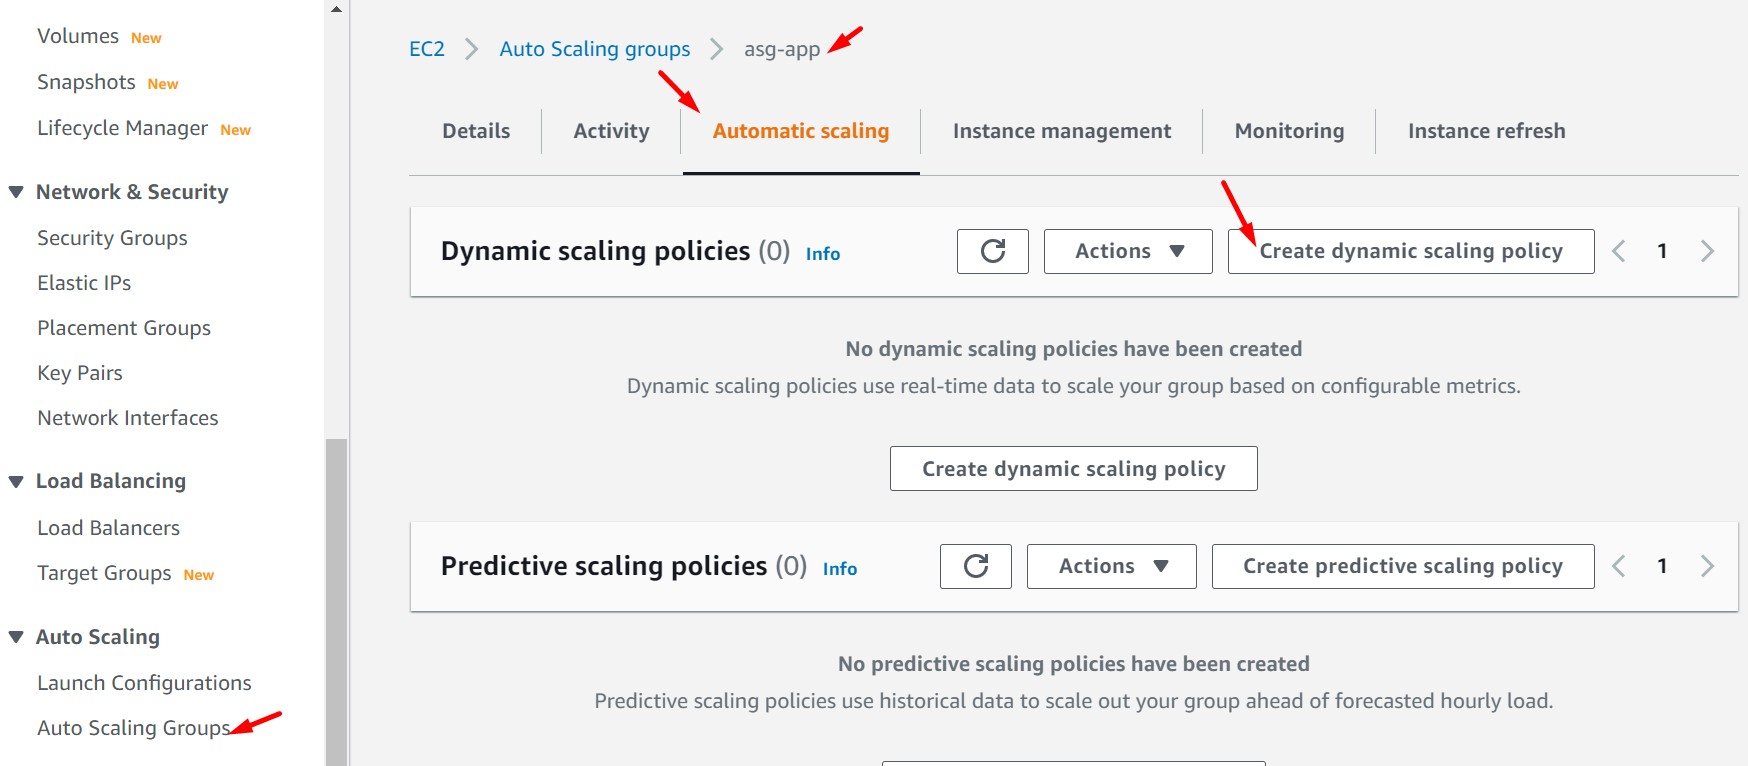 Volumes New
Snapshots New
Lifecycle Manager New
Network & Security
Security Groups
Elastic IPs
Placement Groups
Key Pairs
Network Interfaces
Load Balancing
Load Balancers
Target Groups New
Auto Scaling
Launch Configurations
Auto Scaling Groups
EC2 > Auto Scaling groups > asg-app
Details Activity Automatic scaling Instance management Monitoring Instance refresh
Dynamic scaling policies (0) Info Actions Create dynamic scaling policy 1
No dynamic scaling policies have been created
Dynamic scaling policies use real-time data to scale your group based on configurable metrics.
Create dynamic scaling policy
Predictive scaling policies (0) Info Actions Create predictive scaling policy 1
No predictive scaling policies have been created
Predictive scaling policies use historical data to scale out your group ahead of forecasted hourly load.